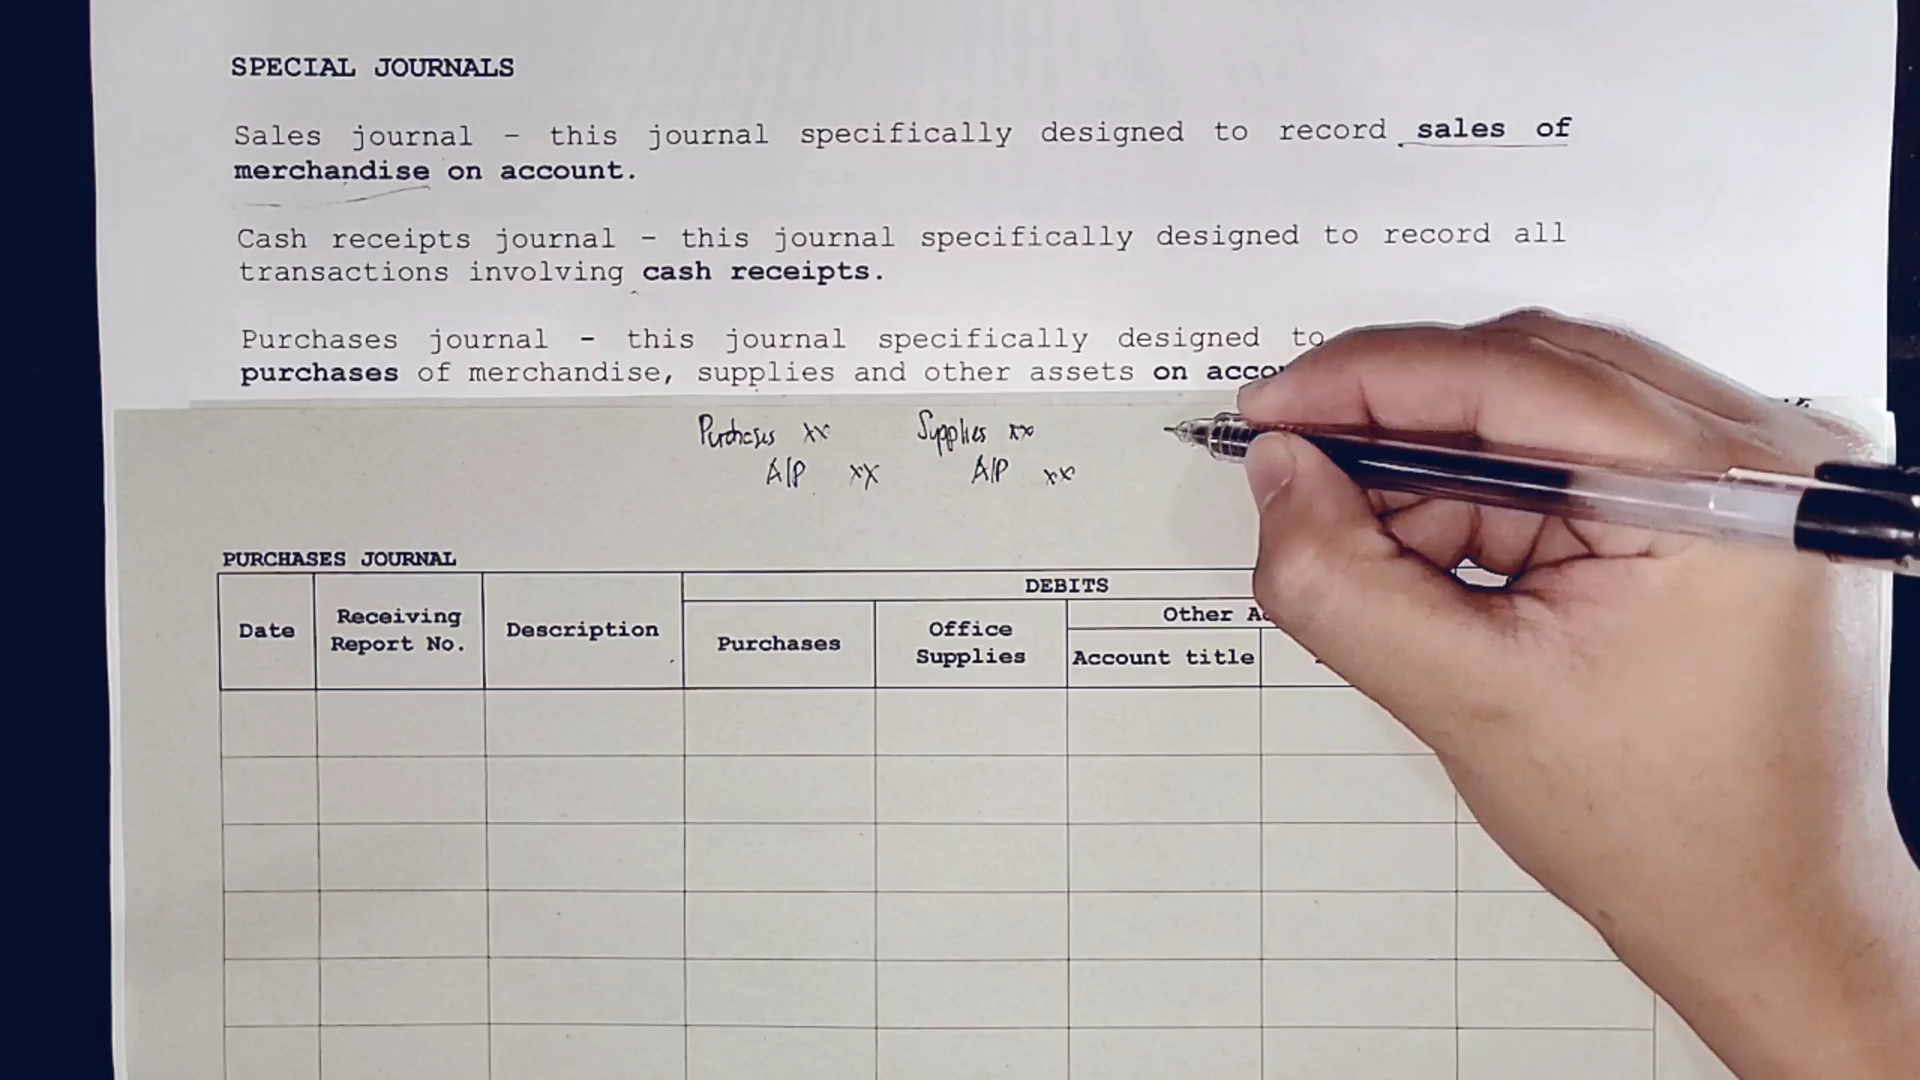 SPECIAL JOURNALS
Sales journal - this journal specifically designed to record sales of
merchandise on account.
Cash receipts journal - this journal specifically designed to record all
transactions involving cash receipts.
Purchases journal - this journal specifically designed to
purchases of merchandise, supplies and other assets on
Purchases xx Supplies xx
A/P xx A/P xx
PURCHASES JOURNAL
DEBITS
Date Receiving Report No. Description Purchases Office Supplies Other
Account title